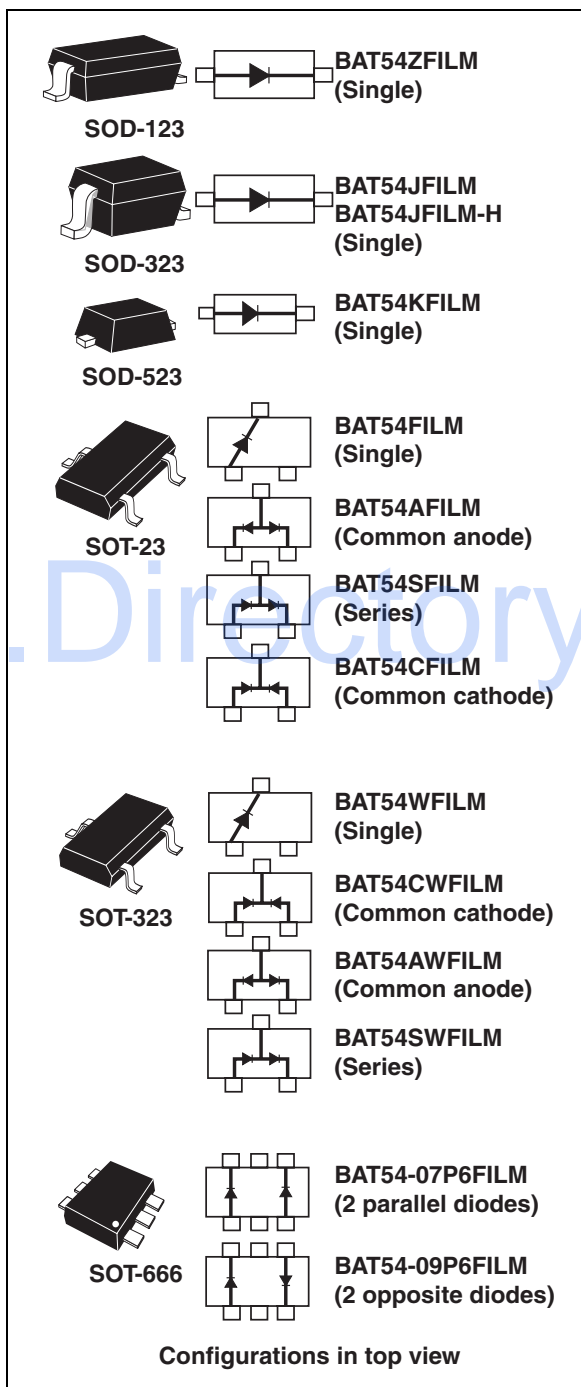 BAT54ZFILM
(Single)
SOD-123
BAT54JFILM
BAT54JFILM-H
(Single)
SOD-323
BAT54KFILM
(Single)
SOD-523
BAT54FILM
(Single)
BAT54AFILM
(Common anode)
SOT-23
BAT54SFILM
(Series)
.Directory
BAT54CFILM
(Common cathode)
BAT54WFILM
(Single)
SOT-323
BAT54CWFILM
(Common cathode)
BAT54AWFILM
(Common anode)
BAT54SWFILM
(Series)
BAT54-07P6FILM
(2 parallel diodes)
SOT-666
BAT54-09P6FILM
(2 opposite diodes)
Configurations in top view